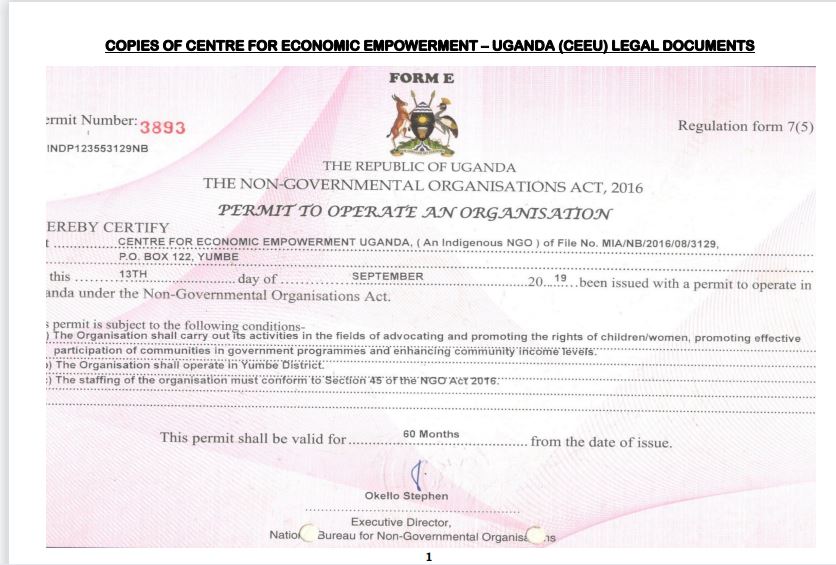 COPIES OF CENTRE FOR ECONOMIC EMPOWERMENT – UGANDA (CEEU) LEGAL DOCUMENTS
FORM E
ermit Number: 3893
Regulation form 7(5)
INDP123553129NB
THE REPUBLIC OF UGANDA
THE NON-GOVERNMENTAL ORGANISATIONS ACT, 2016
PERMIT TO OPERATE AN ORGANISATION
EREBY CERTIFY
t ........... CENTRE FOR ECONOMIC EMPOWERMENT UGANDA, ( An Indigenous NGO ) of File No. MIA/NB/2016/08/3129,
P.O. BOX 122, YUMBE
this ........ 13TH ........ day of ........ SEPTEMBER ........ 20 19 ..been issued with a permit to operate in
anda under the Non-Governmental Organisations Act.
s permit is subject to the following conditions-
) The Organisation shall carry out its activities in the fields of advocating and promoting the rights of children/women, promoting effective
participation of communities in government programmes and enhancing community income levels.
) The Organisation shall operate in Yumbe District.
) The staffing of the organisation must conform to Section 45 of the NGO Act 2016.
This permit shall be valid for ........ 60 Months ........ from the date of issue.
Okello Stephen
Executive Director,
Natio Bureau for Non-Governmental Organisa ns
1